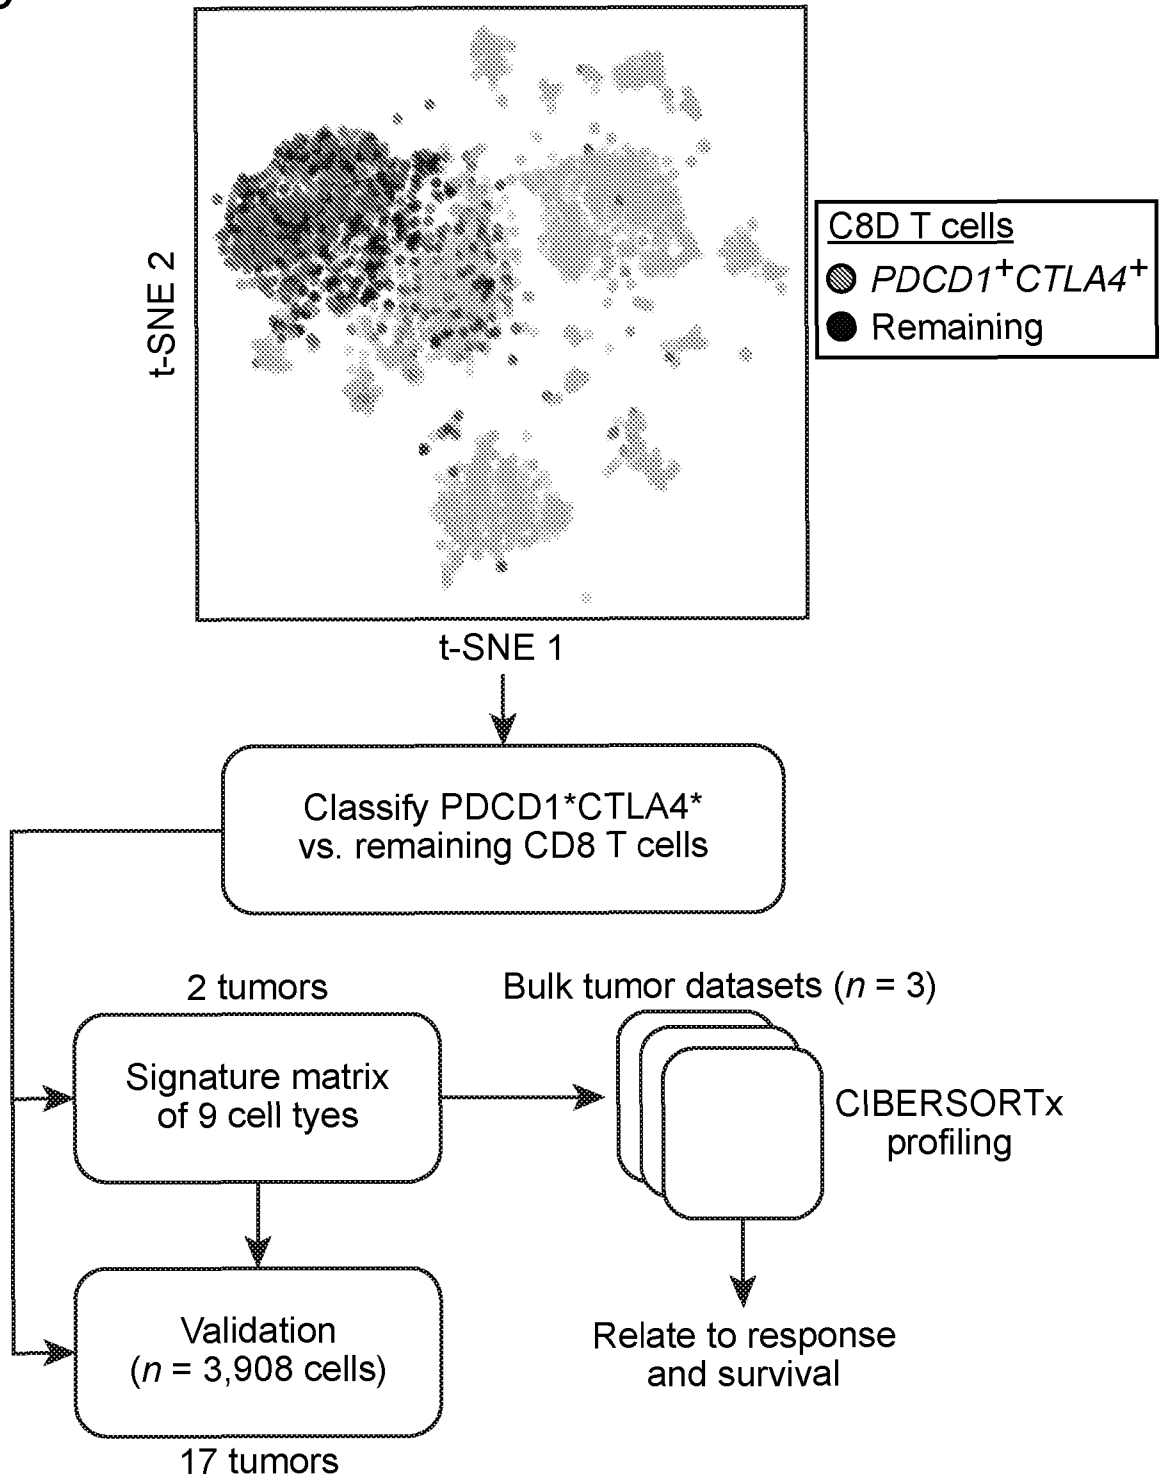 t-SNE 2
C8D T cells
PDCD1⁺CTLA4⁺
Remaining
t-SNE 1
Classify PDCD1*CTLA4*
vs. remaining CD8 T cells
2 tumors
Signature matrix
of 9 cell tyes
Bulk tumor datasets (n = 3)
CIBERSORTx
profiling
Validation
(n = 3,908 cells)
17 tumors
Relate to response
and survival